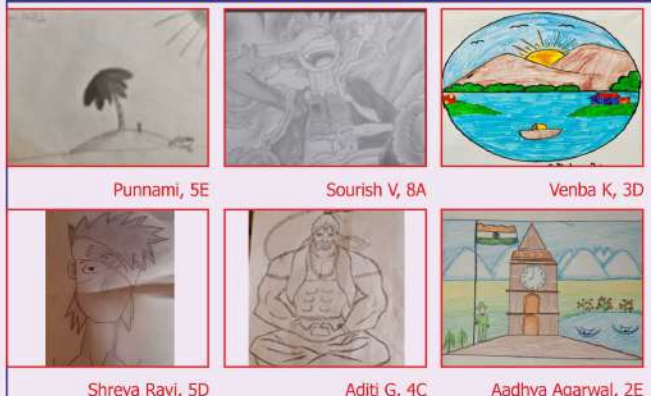 Punnami, 5E
Sourish V, 8A
Venba K, 3D
Shreya Ravi, 5D
Aditi G, 4C
Aadhya Agarwal, 2E